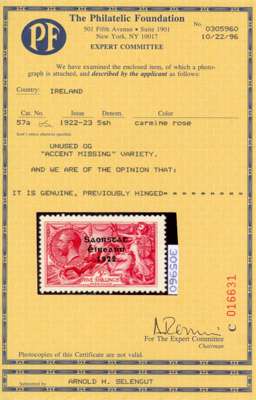 The Philatelic Foundation
501 Fifth Avenue • Suite 1901
New York, NY 10017
EXPERT COMMITTEE
PF
No. 0305960
10/22/96
We have examined the enclosed item, of which a photo-
graph is attached, and described by the applicant as follows:
Country: IRELAND
Cat. No. Issue Denom. Color
57a 1922-23 5sh carmine rose
UNUSED OG
"ACCENT MISSING" VARIETY,
AND WE ARE OF THE OPINION THAT:
IT IS GENUINE, PREVIOUSLY HINGED
Saorstát
Éireann
1922
FIVE SHILLINGS
305960
C 016631
For The Expert Committee
Chairman
Photocopies of this Certificate are not valid.
Submitted by ARNOLD H. SELENGUT